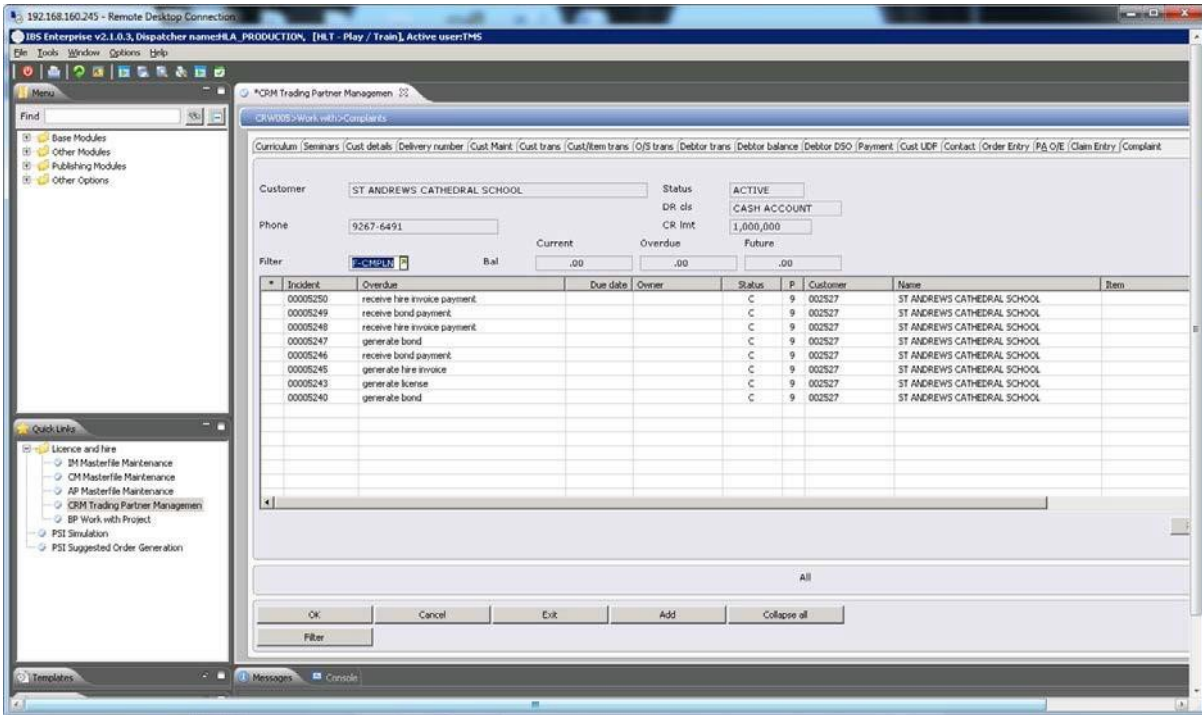 192.168.160.245 - Remote Desktop Connection
IBS Enterprise v2.1.0.3, Dispatcher name:HLA_PRODUCTION, [HLT - Play / Train], Active user:TMS
File Tools Window Options Help
Menu
*CRM Trading Partner Managemen
Find
CRW005>Work with>Complaints
Base Modules
Other Modules
Publishing Modules
Other Options
Curriculum Seminars Cust details Delivery number Cust Maint Cust trans Cust/item trans O/S trans Debtor trans Debtor balance Debtor DSO Payment Cust UDF Contact Order Entry PA O/E Claim Entry Complaint
Customer ST ANDREWS CATHEDRAL SCHOOL Status ACTIVE
DR cls CASH ACCOUNT
Phone 9267-6491 CR lmt 1,000,000
Current Overdue Future
Filter F-CMPLN Bal .00 .00 .00
* Incident Overdue Due date Owner Status P Customer Name Item
00005250 receive hire invoice payment C 9 002527 ST ANDREWS CATHEDRAL SCHOOL
00005249 receive bond payment C 9 002527 ST ANDREWS CATHEDRAL SCHOOL
00005248 receive hire invoice payment C 9 002527 ST ANDREWS CATHEDRAL SCHOOL
00005247 generate bond C 9 002527 ST ANDREWS CATHEDRAL SCHOOL
00005246 receive bond payment C 9 002527 ST ANDREWS CATHEDRAL SCHOOL
00005245 generate hire invoice C 9 002527 ST ANDREWS CATHEDRAL SCHOOL
00005243 generate license C 9 002527 ST ANDREWS CATHEDRAL SCHOOL
00005240 generate bond C 9 002527 ST ANDREWS CATHEDRAL SCHOOL
Quick Links
Licence and hire
IM Masterfile Maintenance
CM Masterfile Maintenance
AP Masterfile Maintenance
CRM Trading Partner Managemen
BP Work with Project
PSI Simulation
PSI Suggested Order Generation
All
OK Cancel Exit Add Collapse all
Filter
Templates
Messages Console